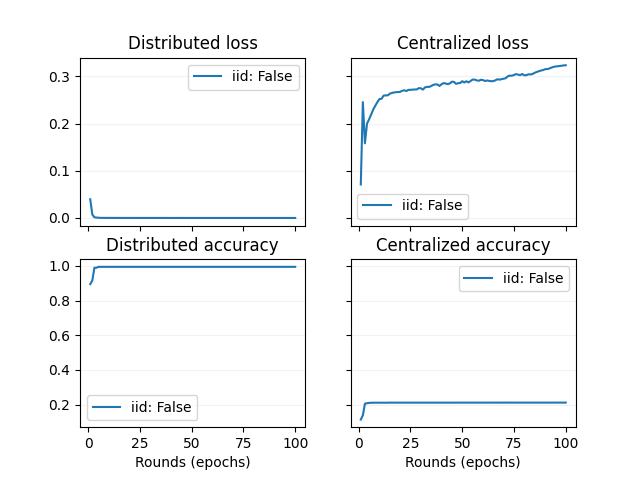 Distributed loss
Centralized loss
0.3
0.2
0.1
0.0
iid: False
iid: False
Distributed accuracy
Centralized accuracy
1.0
0.8
0.6
0.4
0.2
iid: False
iid: False
0 25 50 75 100
0 25 50 75 100
Rounds (epochs)
Rounds (epochs)